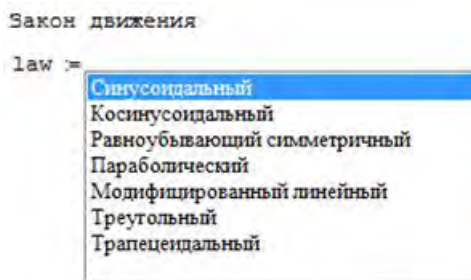 Закон движения
law :=
Синусоидальный
Косинусоидальный
Равноубывающий симметричный
Параболический
Модифицированный линейный
Треугольный
Трапецеидальный